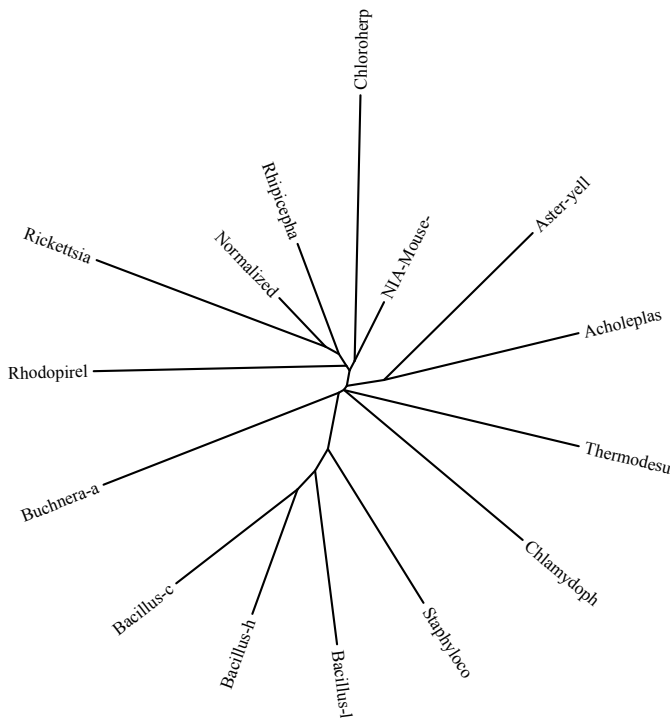 Chloroherp
Rhipicepha
Aster-yell
NIA-Mouse-
Normalized
Rickettsia
Acholeplas
Rhodopirel
Thermodesu
Buchnera-a
Chlamydoph
Bacillus-c
Staphyloco
Bacillus-h
Bacillus-l